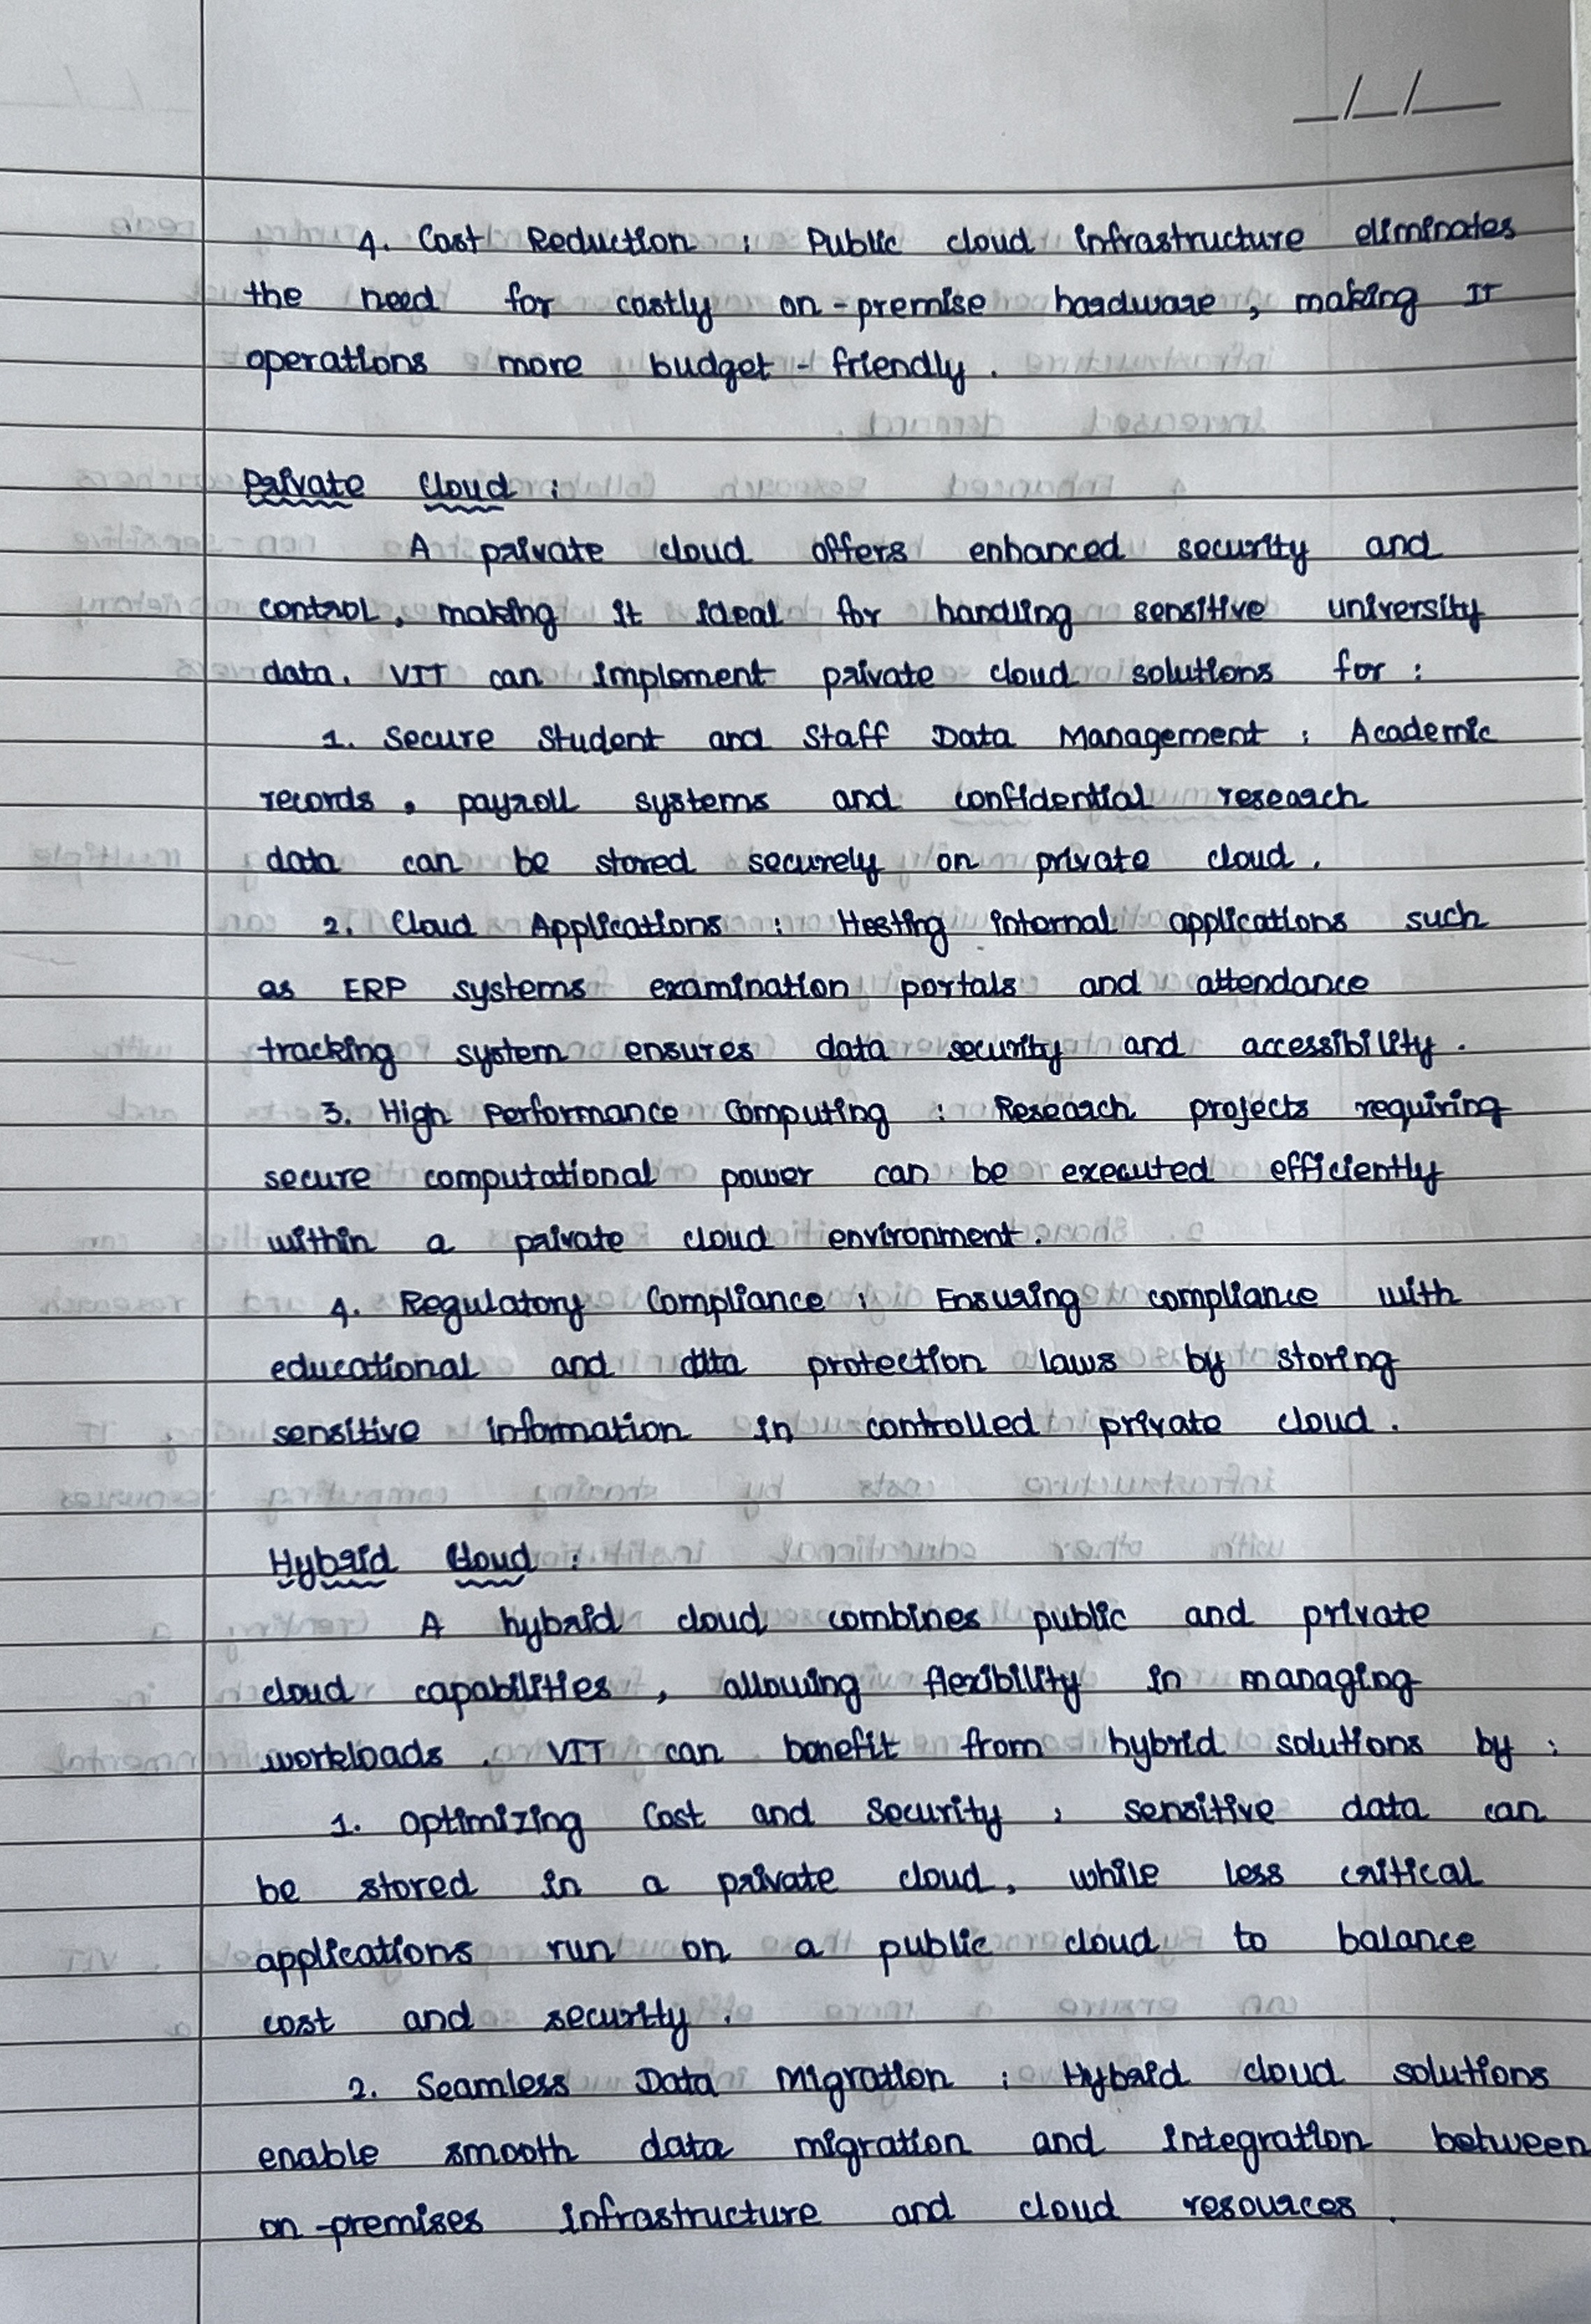 _/_/__
4. Cost Reduction : Public cloud infrastructure eliminates
the need for costly on-premise hardware, making IT
operations more budget-friendly.
Private Cloud :
A private cloud offers enhanced security and
control, making it ideal for handling sensitive university
data. VIT can implement private cloud solutions for :
1. Secure Student and Staff Data Management : Academic
records, payroll systems and confidential research
data can be stored securely on private cloud.
2. Cloud Applications : Hosting internal applications such
as ERP systems examination portals and attendance
tracking system ensures data security and accessibility.
3. High Performance Computing : Research projects requiring
secure computational power can be executed efficiently
within a private cloud environment.
4. Regulatory Compliance : Ensuring compliance with
educational and data protection laws by storing
sensitive information in controlled private cloud.
Hybrid Cloud :
A hybrid cloud combines public and private
cloud capabilities, allowing flexibility in managing
workloads. VIT can benefit from hybrid solutions by :
1. Optimizing Cost and Security : sensitive data can
be stored in a private cloud, while less critical
applications run on a public cloud to balance
cost and security.
2. Seamless Data Migration : Hybrid cloud solutions
enable smooth data migration and integration between
on-premises infrastructure and cloud resources.